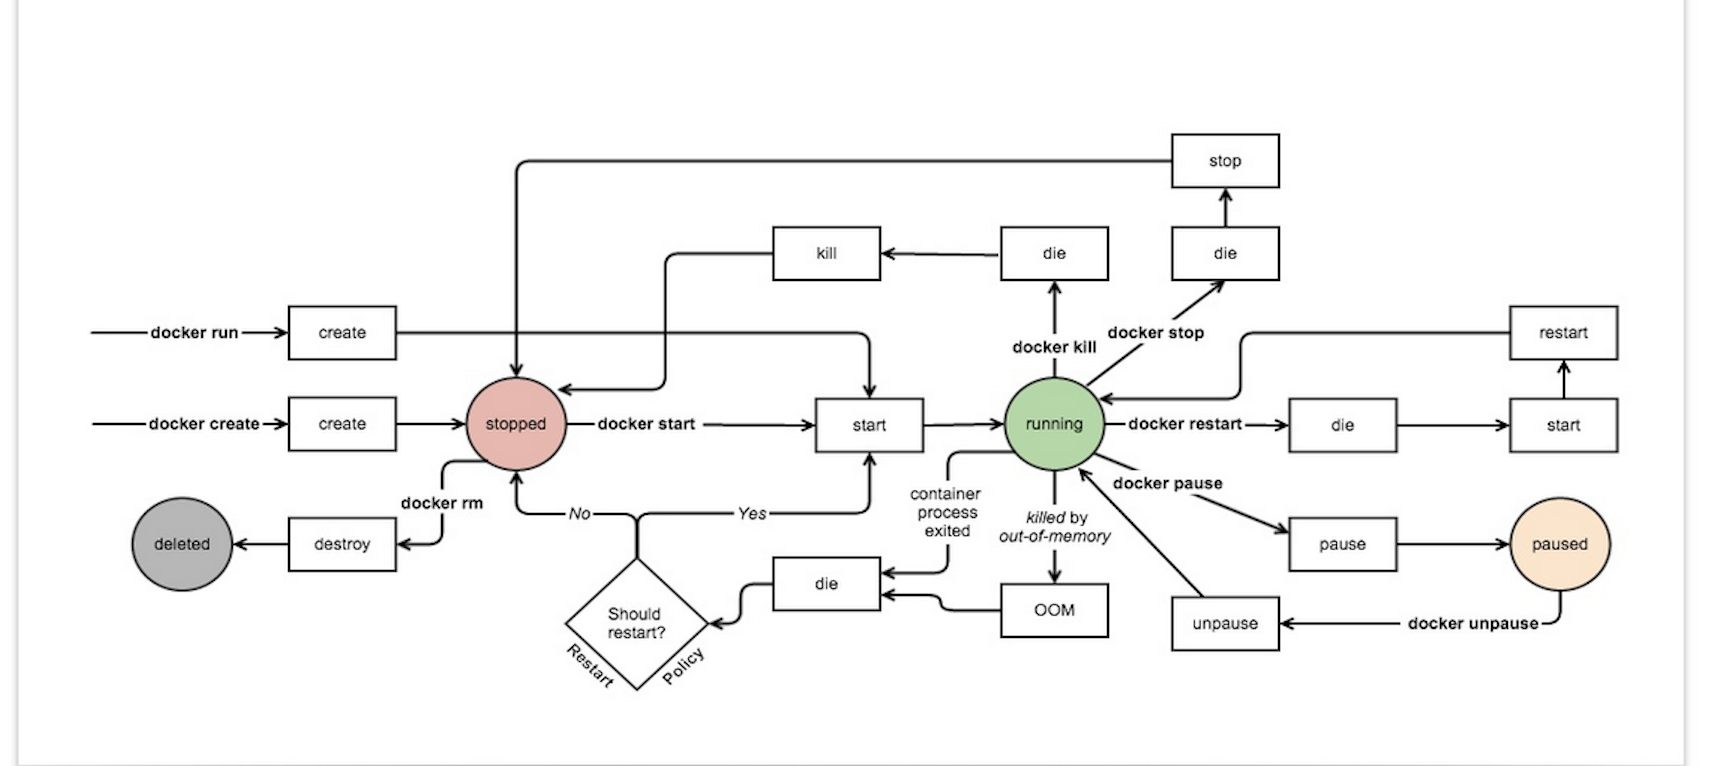 stop
kill
die
die
docker run
create
docker kill
docker stop
restart
docker create
create
stopped
docker start
start
running
docker restart
die
start
docker rm
No
Yes
container
process
exited
killed by
out-of-memory
docker pause
deleted
destroy
pause
paused
die
Should
restart?
OOM
unpause
docker unpause
Restart
Policy